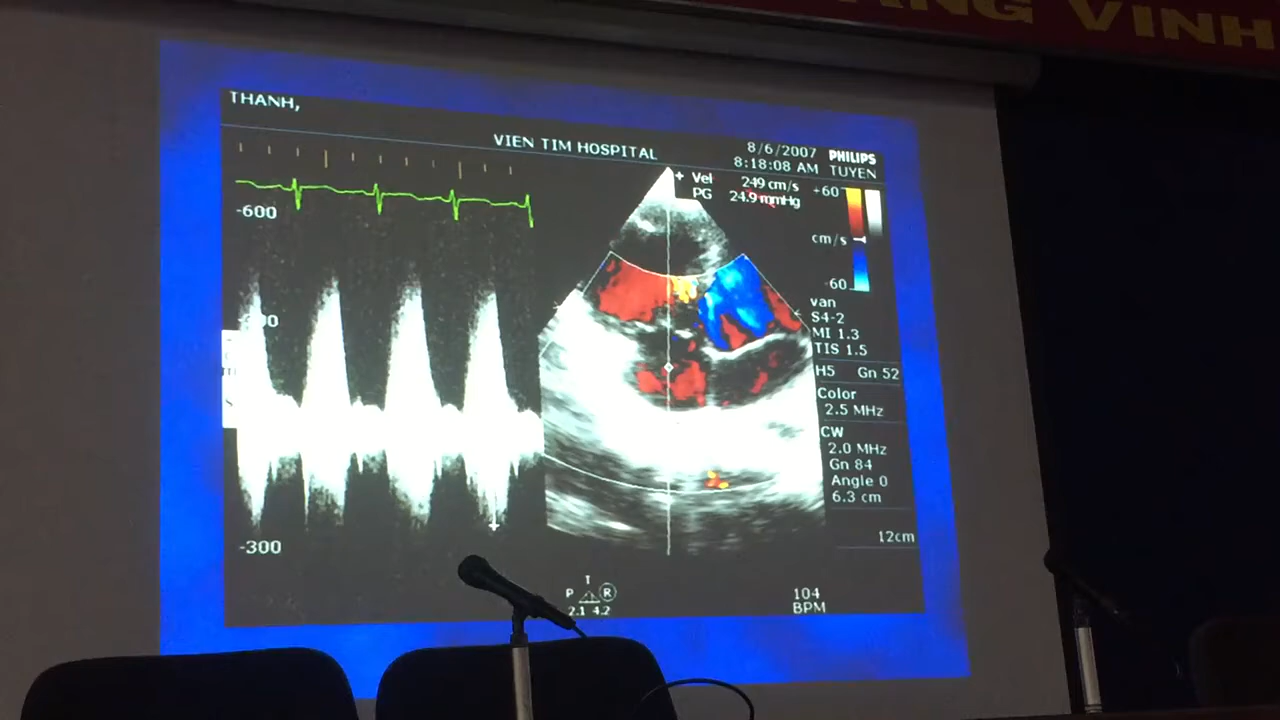 ANG VINH
THANH,
VIEN TIM HOSPITAL
8/6/2007
8:18:08 AM
PHILIPS
TUYEN
+ Vel 249 cm/s
PG 24.9 mmHg
+60
cm/s
-60
-600
-300
van
S4-2
MI 1.3
TIS 1.5
H5 Gn 52
Color
2.5 MHz
CW
2.0 MHz
Gn 84
Angle 0
6.3 cm
12cm
T
P R
2.1 4.2
104
BPM